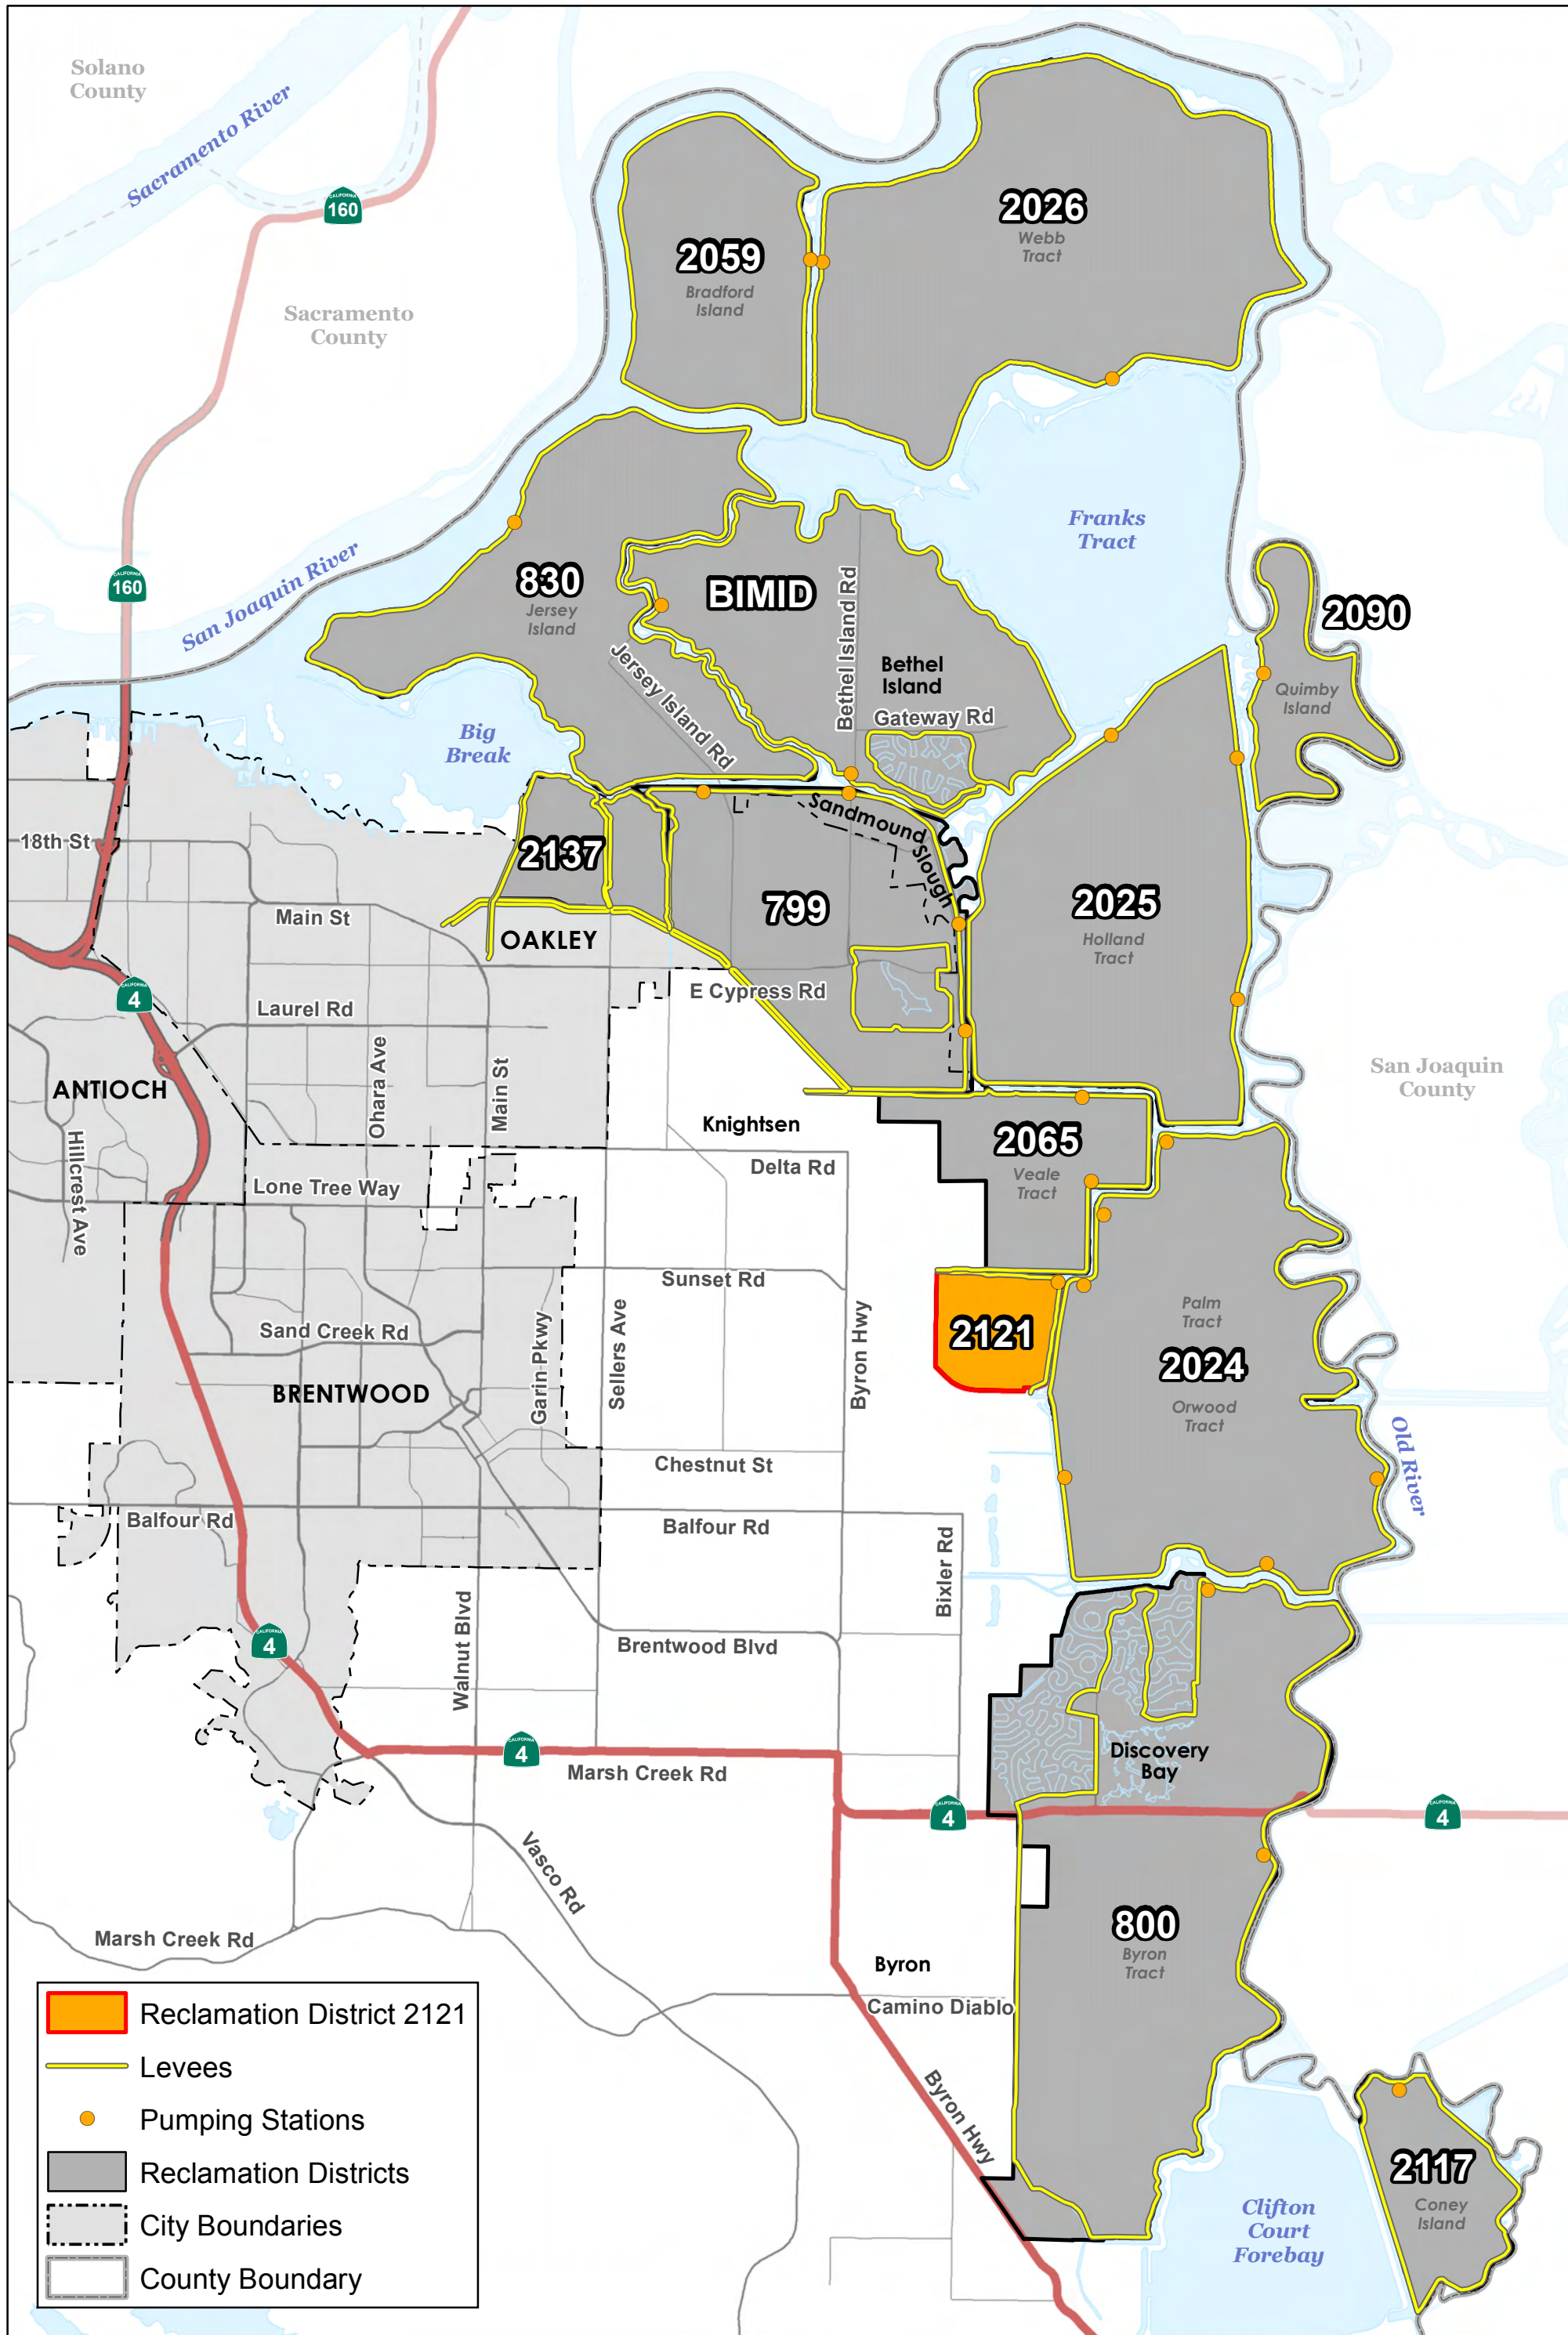 Solano
County
Sacramento River
CALIFORNIA
160
Sacramento
County
2059
Bradford
Island
2026
Webb
Tract
Franks
Tract
CALIFORNIA
160
San Joaquin River
830
Jersey
Island
BIMID
Bethel Island Rd
2090
Quimby
Island
Bethel
Island
Jersey Island Rd
Gateway Rd
Big
Break
Sandmound
Slough
18th St
2137
Main St
799
2025
Holland
Tract
OAKLEY
E Cypress Rd
CALIFORNIA
4
Laurel Rd
Ohara Ave
Main St
ANTIOCH
San Joaquin
County
Knightsen
2065
Veale
Tract
Hillcrest Ave
Delta Rd
Lone Tree Way
Sunset Rd
Palm
Tract
Sand Creek Rd
Garin Pkwy
Sellers Ave
Byron Hwy
2121
2024
BRENTWOOD
Orwood
Tract
Old River
Chestnut St
Balfour Rd
Balfour Rd
Bixler Rd
CALIFORNIA
4
Walnut Blvd
Brentwood Blvd
CALIFORNIA
4
Marsh Creek Rd
Discovery
Bay
CALIFORNIA
4
CALIFORNIA
4
Vasco Rd
Marsh Creek Rd
800
Byron
Tract
Byron
Camino Diablo
Byron Hwy
2117
Coney
Island
Clifton
Court
Forebay
Reclamation District 2121
Levees
Pumping Stations
Reclamation Districts
City Boundaries
County Boundary